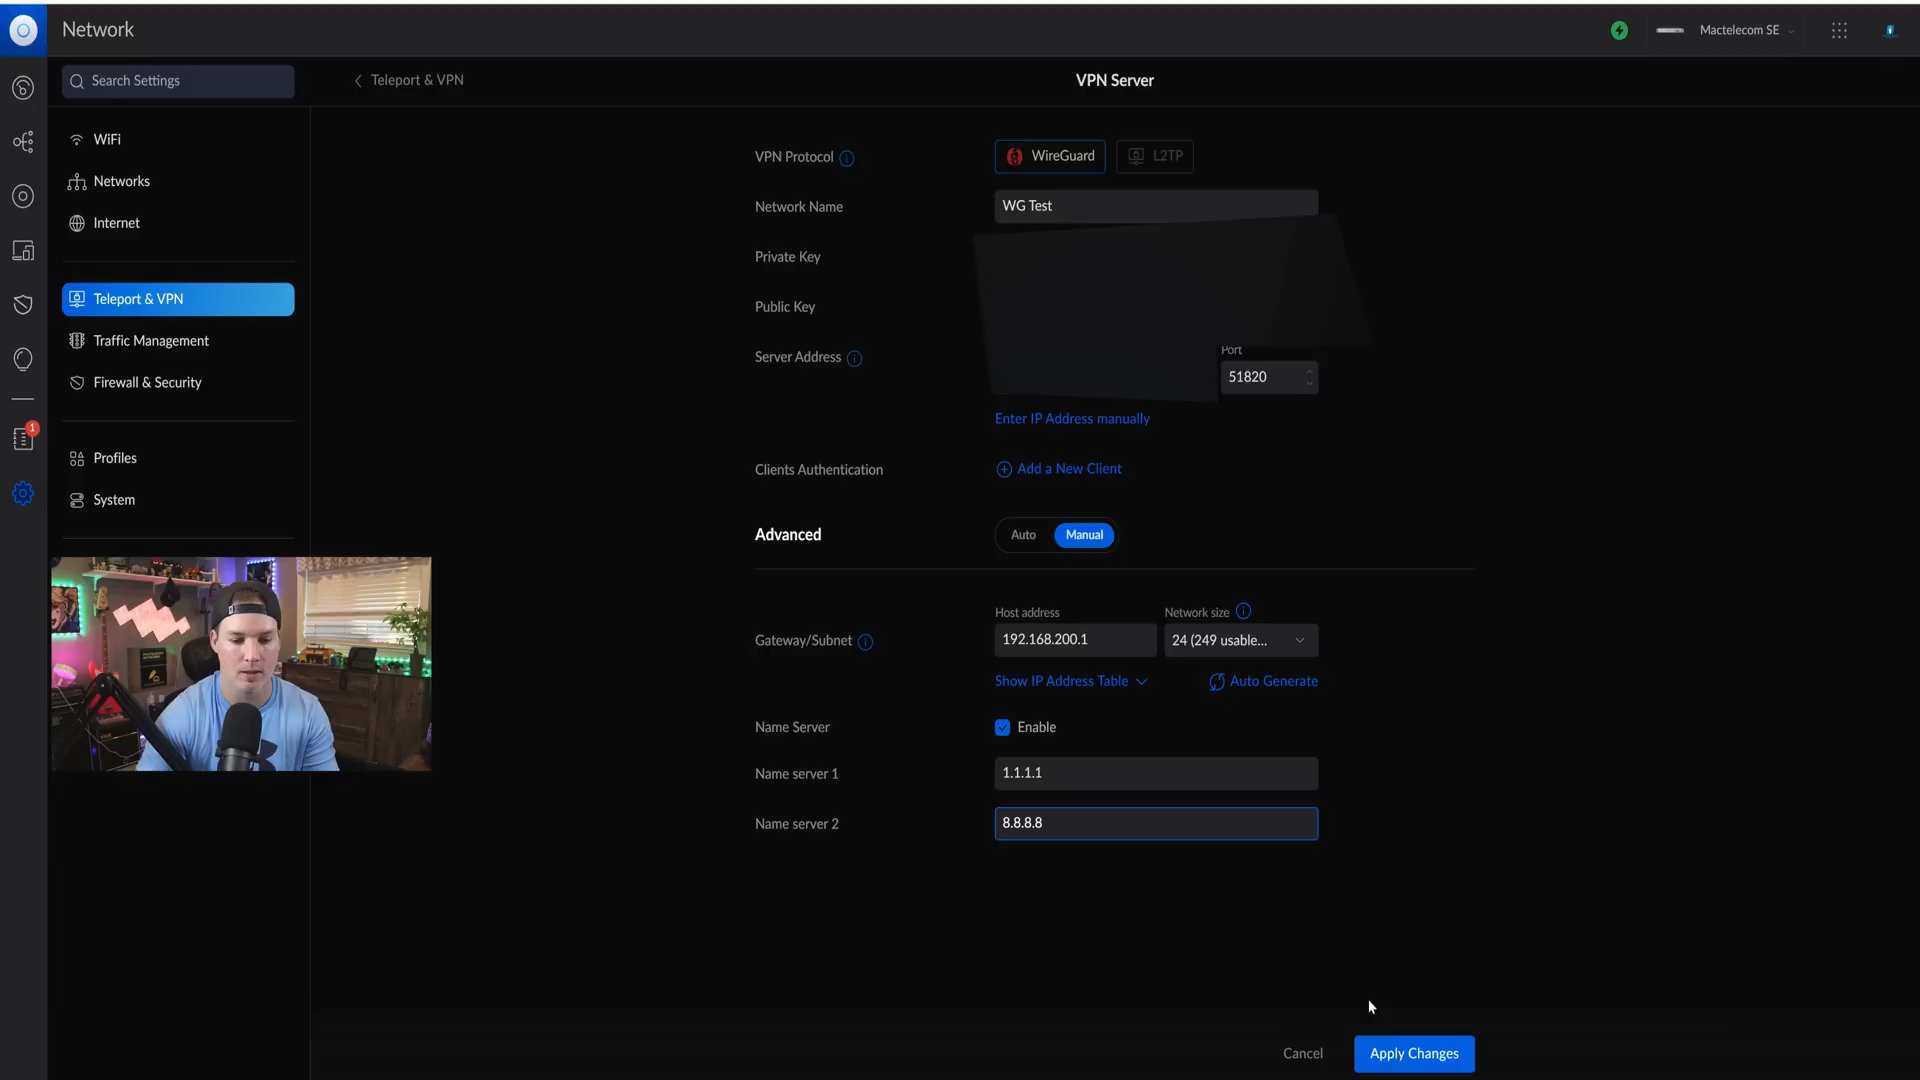 Network
Mactelecom SE
Search Settings
Teleport & VPN
VPN Server
WiFi
Networks
Internet
Teleport & VPN
Traffic Management
Firewall & Security
Profiles
System
1
VPN Protocol
WireGuard
L2TP
Network Name
WG Test
Private Key
Public Key
Server Address
Port
51820
Enter IP Address manually
Clients Authentication
Add a New Client
Advanced
Auto
Manual
Host address
Network size
Gateway/Subnet
192.168.200.1
24 (249 usable...
Show IP Address Table
Auto Generate
Name Server
Enable
Name server 1
1.1.1.1
Name server 2
8.8.8.8
Cancel
Apply Changes